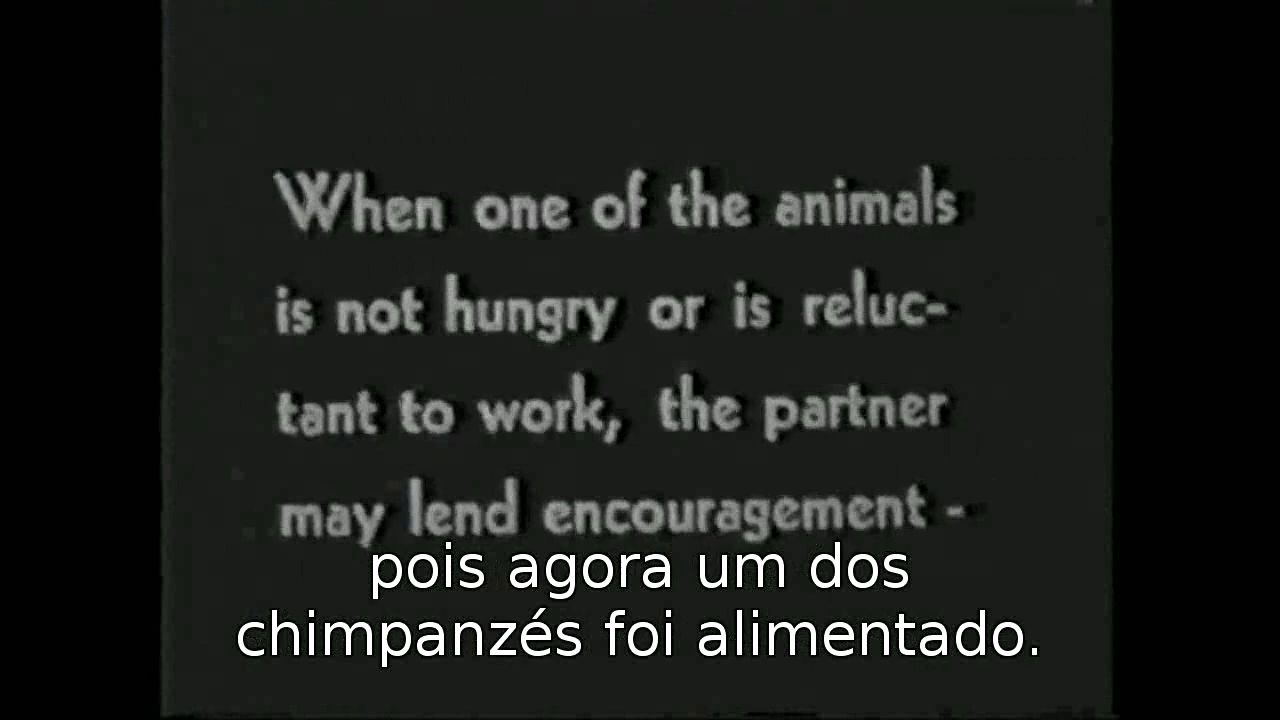 When one of the animals
is not hungry or is reluc-
tant to work, the partner
may lend encouragement -
pois agora um dos
chimpanzés foi alimentado.